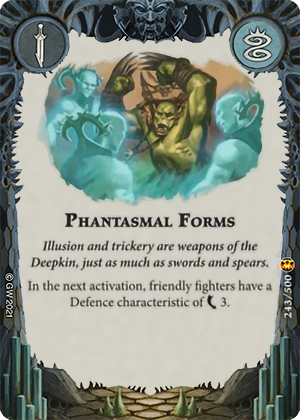 PHANTASMAL FORMS
Illusion and trickery are weapons of the
Deepkin, just as much as swords and spears.
In the next activation, friendly fighters have a
Defence characteristic of 3.
© GW 2021
243/500